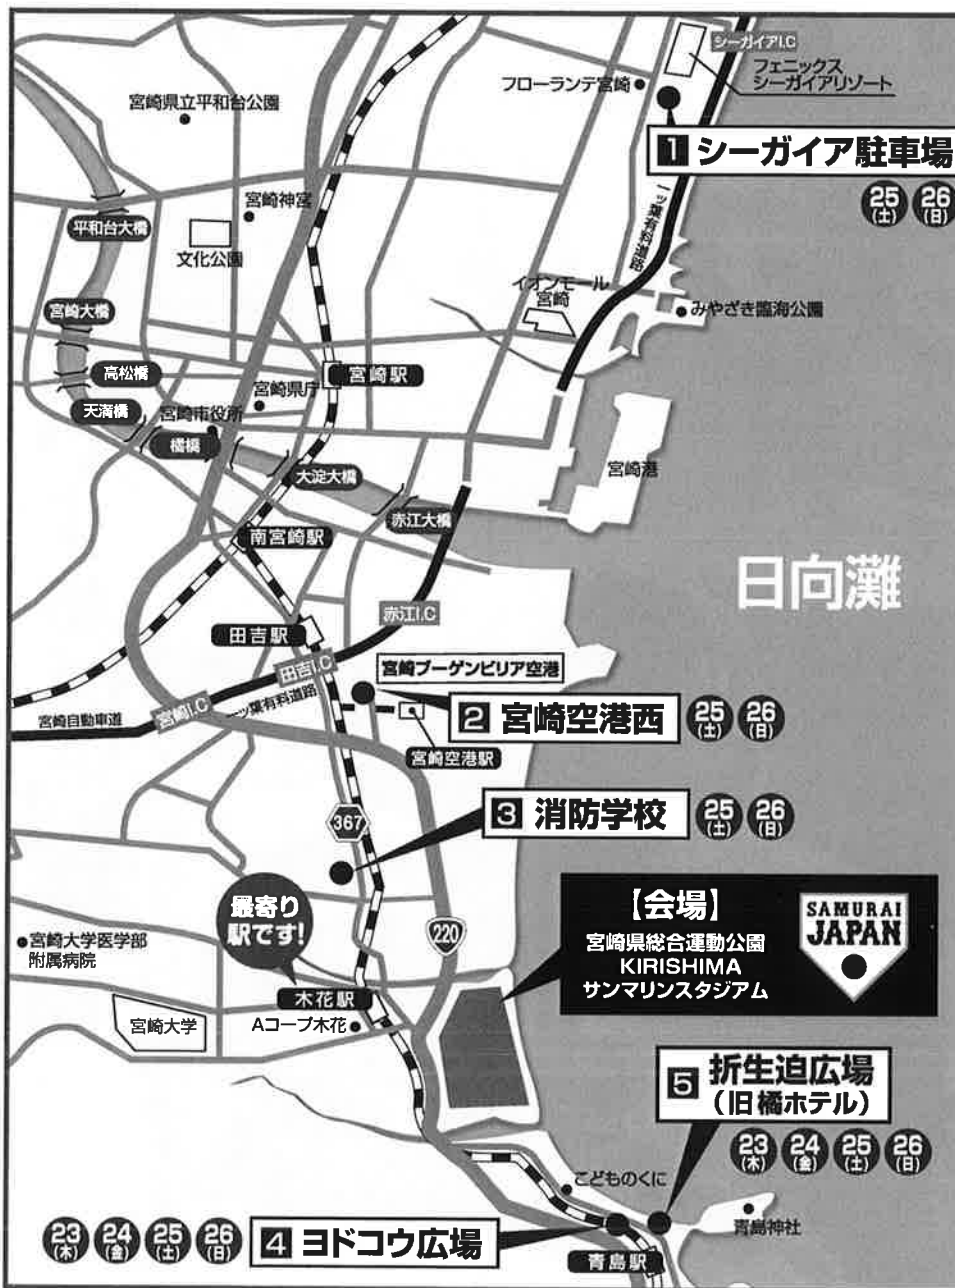 シーガイアI.C
フェニックス
シーガイアリゾート
フローランテ宮崎
宮崎県立平和台公園
1 シーガイア駐車場
25(土) 26(日)
宮崎神宮
平和台大橋
文化公園
一ッ葉有料道路
イオンモール
宮崎
宮崎大橋
みやざき臨海公園
高松橋
宮崎駅
宮崎県庁
天満橋
宮崎市役所
橘橋
大淀大橋
宮崎港
赤江大橋
南宮崎駅
日向灘
赤江I.C
田吉駅
田吉I.C
宮崎ブーゲンビリア空港
宮崎I.C
一ッ葉有料道路
宮崎自動車道
2 宮崎空港西
25(土) 26(日)
宮崎空港駅
3 消防学校
25(土) 26(日)
367
最寄り
駅です!
220
【会場】
宮崎県総合運動公園
KIRISHIMA
サンマリンスタジアム
SAMURAI
JAPAN
宮崎大学医学部
附属病院
木花駅
宮崎大学
Aコープ木花
5 折生迫広場
(旧橘ホテル)
23(木) 24(金) 25(土) 26(日)
こどものくに
青島神社
23(木) 24(金) 25(土) 26(日)
4 ヨドコウ広場
青島駅